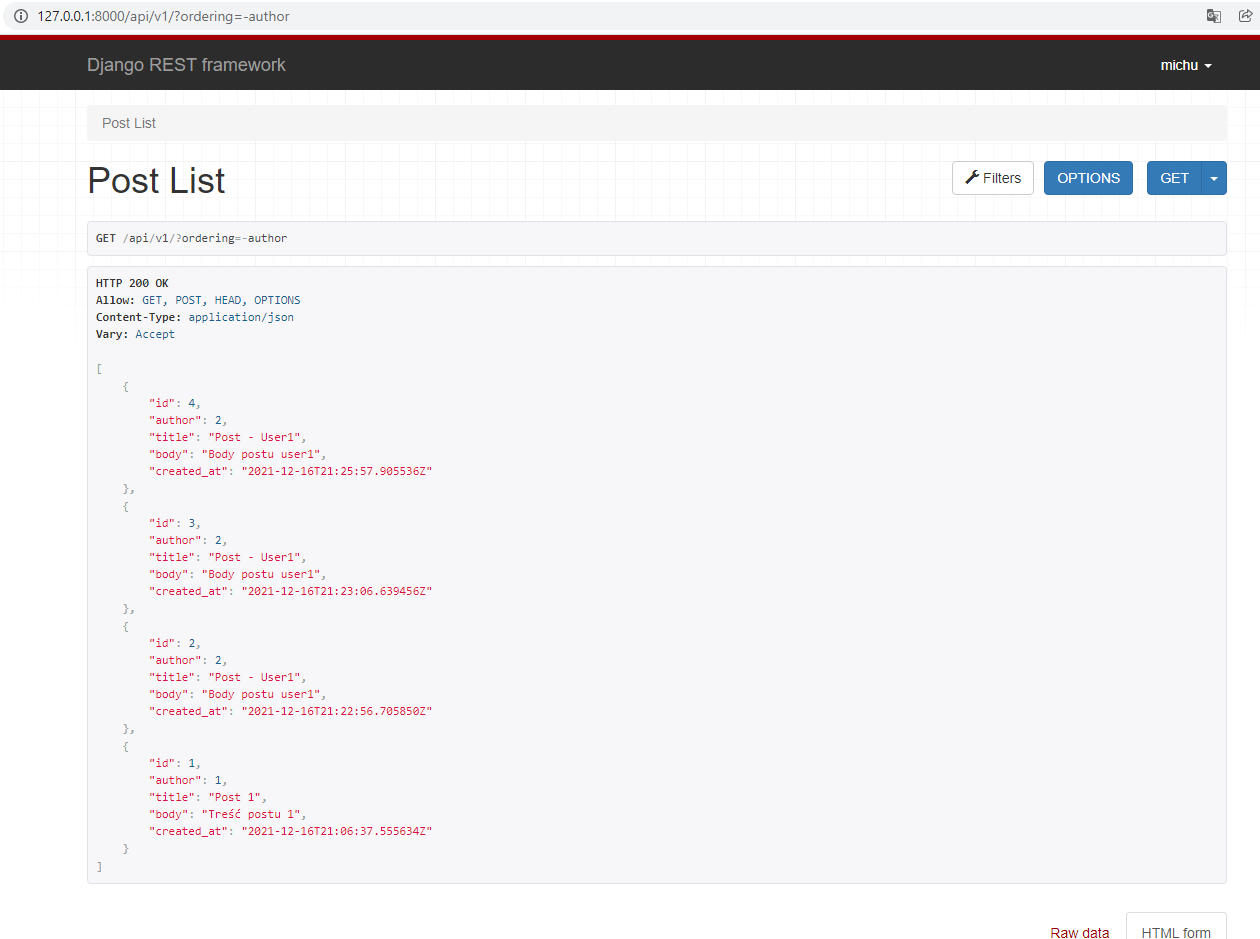 127.0.0.1:8000/api/v1/?ordering=-author
Django REST framework
michu
Post List
Post List
Filters
OPTIONS
GET
GET /api/v1/?ordering=-author
HTTP 200 OK
Allow: GET, POST, HEAD, OPTIONS
Content-Type: application/json
Vary: Accept
[
{
"id": 4,
"author": 2,
"title": "Post - User1",
"body": "Body postu user1",
"created_at": "2021-12-16T21:25:57.905536Z"
},
{
"id": 3,
"author": 2,
"title": "Post - User1",
"body": "Body postu user1",
"created_at": "2021-12-16T21:23:06.639456Z"
},
{
"id": 2,
"author": 2,
"title": "Post - User1",
"body": "Body postu user1",
"created_at": "2021-12-16T21:22:56.705850Z"
},
{
"id": 1,
"author": 1,
"title": "Post 1",
"body": "Treść postu 1",
"created_at": "2021-12-16T21:06:37.555634Z"
}
]
Raw data
HTML form